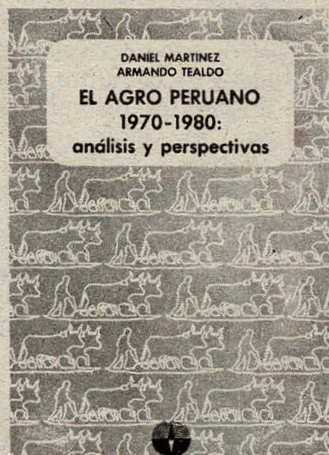 DANIEL MARTINEZ
ARMANDO TEALDO
EL AGRO PERUANO
1970-1980:
análisis y perspectivas